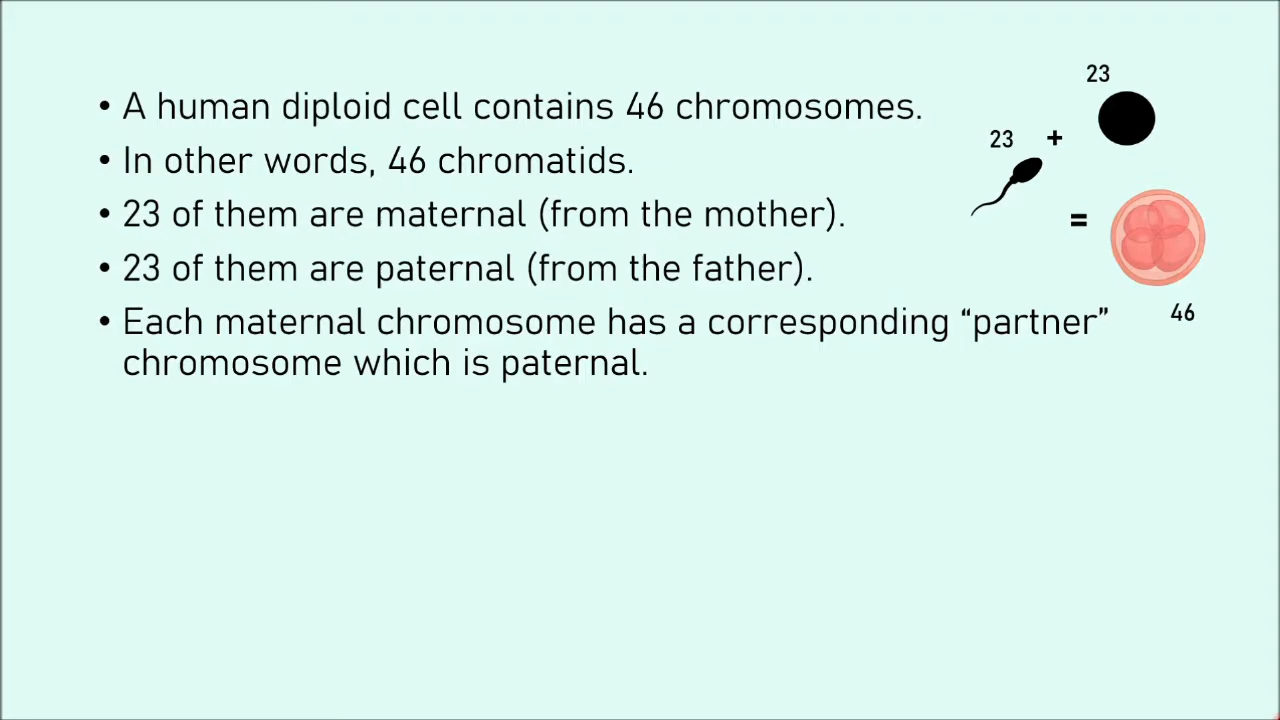 • A human diploid cell contains 46 chromosomes.
• In other words, 46 chromatids.
• 23 of them are maternal (from the mother).
• 23 of them are paternal (from the father).
• Each maternal chromosome has a corresponding “partner”
chromosome which is paternal.
23
23 +
=
46